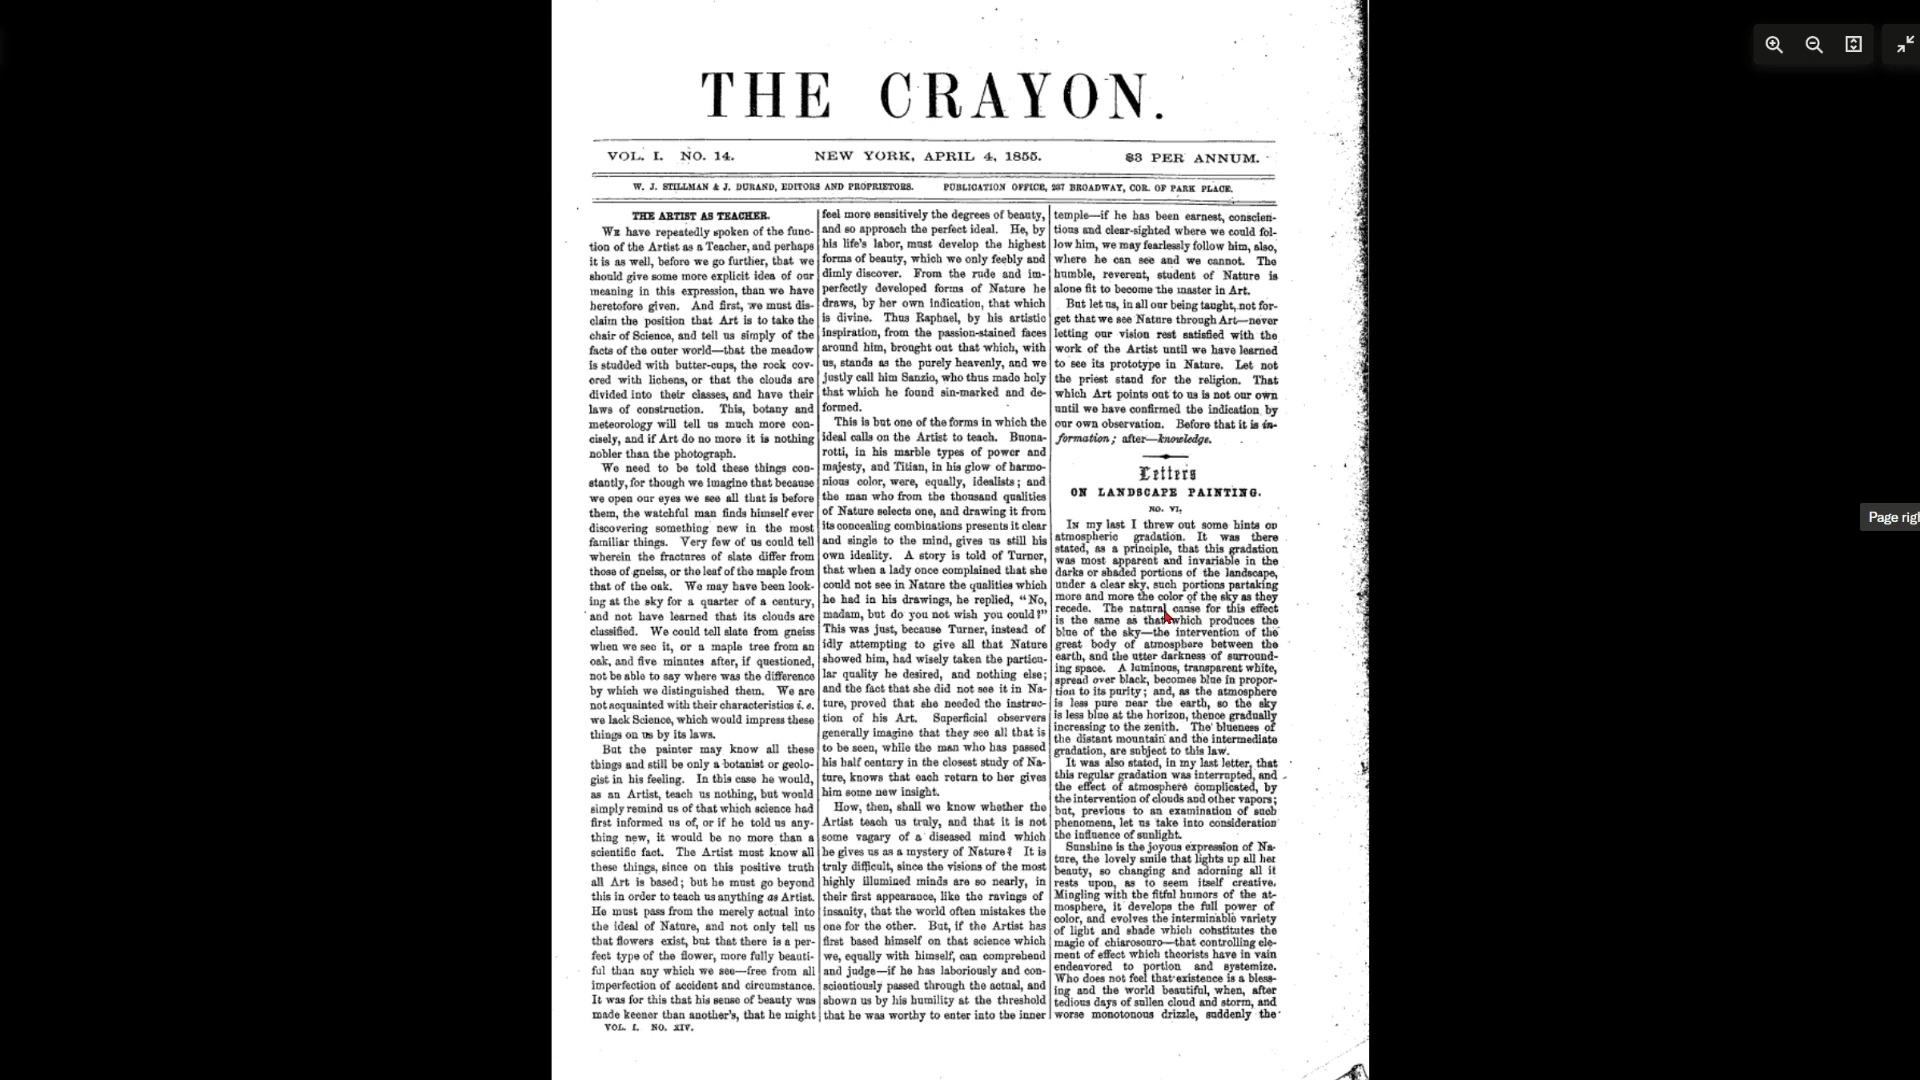 THE CRAYON.
VOL. I. NO. 14.
NEW YORK, APRIL 4, 1855.
$3 PER ANNUM.
W. J. STILLMAN & J. DURAND, EDITORS AND PROPRIETORS.
PUBLICATION OFFICE, 237 BROADWAY, COR. OF PARK PLACE.
THE ARTIST AS TEACHER.
WE have repeatedly spoken of the func-
tion of the Artist as a Teacher, and perhaps
it is as well, before we go further, that we
should give some more explicit idea of our
meaning in this expression, than we have
heretofore given. And first, we must dis-
claim the position that Art is to take the
chair of Science, and tell us simply of the
facts of the outer world—that the meadow
is studded with butter-cups, the rock cov-
ered with lichens, or that the clouds are
divided into their classes, and have their
laws of construction. This, botany and
meteorology will tell us much more con-
cisely, and if Art do no more it is nothing
nobler than the photograph.
We need to be told these things con-
stantly, for though we imagine that because
we open our eyes we see all that is before
them, the watchful man finds himself ever
discovering something new in the most
familiar things. Very few of us could tell
wherein the fractures of slate differ from
those of gneiss, or the leaf of the maple from
that of the oak. We may have been look-
ing at the sky for a quarter of a century,
and not have learned that its clouds are
classified. We could tell slate from gneiss
when we see it, or a maple tree from an
oak, and five minutes after, if questioned,
not be able to say where was the difference
by which we distinguished them. We are
not acquainted with their characteristics i. e.
we lack Science, which would impress these
things on us by its laws.
But the painter may know all these
things and still be only a botanist or geolo-
gist in his feeling. In this case he would,
as an Artist, teach us nothing, but would
simply remind us of that which science had
first informed us of, or if he told us any-
thing new, it would be no more than a
scientific fact. The Artist must know all
these things, since on this positive truth
all Art is based; but he must go beyond
this in order to teach us anything as Artist.
He must pass from the merely actual into
the ideal of Nature, and not only tell us
that flowers exist, but that there is a per-
fect type of the flower, more fully beauti-
ful than any which we see—free from all
imperfection of accident and circumstance.
It was for this that his sense of beauty was
made keener than another's, that he might
VOL. I. NO. XIV.
feel more sensitively the degrees of beauty,
and so approach the perfect ideal. He, by
his life's labor, must develop the highest
forms of beauty, which we only feebly and
dimly discover. From the rude and im-
perfectly developed forms of Nature he
draws, by her own indication, that which
is divine. Thus Raphael, by his artistic
inspiration, from the passion-stained faces
around him, brought out that which, with
us, stands as the purely heavenly, and we
justly call him Sanzio, who thus made holy
that which he found sin-marked and de-
formed.
This is but one of the forms in which the
ideal calls on the Artist to teach. Buona-
rotti, in his marble types of power and
majesty, and Titian, in his glow of harmo-
nious color, were, equally, idealists; and
the man who from the thousand qualities
of Nature selects one, and drawing it from
its concealing combinations presents it clear
and single to the mind, gives us still his
own ideality. A story is told of Turner,
that when a lady once complained that she
could not see in Nature the qualities which
he had in his drawings, he replied, "No,
madam, but do you not wish you could?"
This was just, because Turner, instead of
idly attempting to give all that Nature
showed him, had wisely taken the particu-
lar quality he desired, and nothing else;
and the fact that she did not see it in Na-
ture, proved that she needed the instruc-
tion of his Art. Superficial observers
generally imagine that they see all that is
to be seen, while the man who has passed
his half century in the closest study of Na-
ture, knows that each return to her gives
him some new insight.
How, then, shall we know whether the
Artist teach us truly, and that it is not
some vagary of a diseased mind which
he gives us as a mystery of Nature? It is
truly difficult, since the visions of the most
highly illumined minds are so nearly, in
their first appearance, like the ravings of
insanity, that the world often mistakes the
one for the other. But, if the Artist has
first based himself on that science which
we, equally with himself, can comprehend
and judge—if he has laboriously and con-
scientiously passed through the actual, and
shown us by his humility at the threshold
that he was worthy to enter into the inner
temple—if he has been earnest, conscien-
tious and clear-sighted where we could fol-
low him, we may fearlessly follow him, also,
where he can see and we cannot. The
humble, reverent, student of Nature is
alone fit to become the master in Art.
But let us, in all our being taught, not for-
get that we see Nature through Art—never
letting our vision rest satisfied with the
work of the Artist until we have learned
to see its prototype in Nature. Let not
the priest stand for the religion. That
which Art points out to us is not our own
until we have confirmed the indication by
our own observation. Before that it is in-
formation; after—knowledge.
Letters
ON LANDSCAPE PAINTING.
NO. VI.
IN my last I threw out some hints on
atmospheric gradation. It was there
stated, as a principle, that this gradation
was most apparent and invariable in the
darks or shaded portions of the landscape,
under a clear sky, such portions partaking
more and more the color of the sky as they
recede. The natural cause for this effect
is the same as that which produces the
blue of the sky—the intervention of the
great body of atmosphere between the
earth, and the utter darkness of surround-
ing space. A luminous, transparent white,
spread over black, becomes blue in propor-
tion to its purity; and, as the atmosphere
is less pure near the earth, so the sky
is less blue at the horizon, thence gradually
increasing to the zenith. The blueness of
the distant mountain and the intermediate
gradation, are subject to this law.
It was also stated, in my last letter, that
this regular gradation was interrupted, and
the effect of atmosphere complicated, by
the intervention of clouds and other vapors;
but, previous to an examination of such
phenomena, let us take into consideration
the influence of sunlight.
Sunshine is the joyous expression of Na-
ture, the lovely smile that lights up all her
beauty, so changing and adorning all it
rests upon, as to seem itself creative.
Mingling with the fitful humors of the at-
mosphere, it develops the full power of
color, and evolves the interminable variety
of light and shade which constitutes the
magic of chiaroscuro—that controlling ele-
ment of effect which theorists have in vain
endeavored to portion and systemize.
Who does not feel that existence is a bless-
ing and the world beautiful, when, after
tedious days of sullen cloud and storm, and
worse monotonous drizzle, suddenly the
Page righ